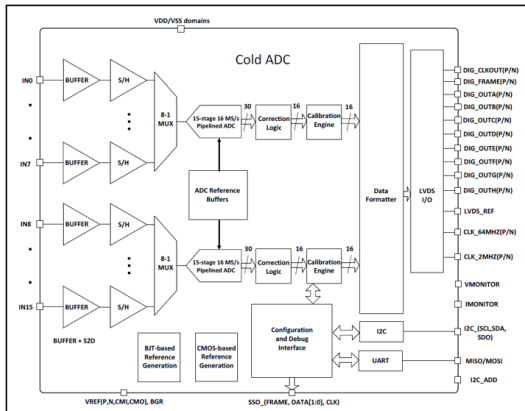 VDD/VSS domains
Cold ADC
IN0
BUFFER
S/H
8-1
MUX
15-stage 16 MS/s
Pipelined ADC
30
Correction
Logic
16
Calibration
Engine
16
IN7
BUFFER
S/H
ADC Reference
Buffers
Data
Formatter
LVDS
I/O
IN8
BUFFER
S/H
8-1
MUX
15-stage 16 MS/s
Pipelined ADC
30
Correction
Logic
16
Calibration
Engine
16
IN15
BUFFER
S/H
BUFFER + S2D
BJT-based
Reference
Generation
CMOS-based
Reference
Generation
Configuration
and Debug
Interface
I2C
UART
DIG_CLKOUT(P/N)
DIG_FRAME(P/N)
DIG_OUTA(P/N)
DIG_OUTB(P/N)
DIG_OUTC(P/N)
DIG_OUTD(P/N)
DIG_OUTE(P/N)
DIG_OUTF(P/N)
DIG_OUTG(P/N)
DIG_OUTH(P/N)
LVDS_REF
CLK_64MHZ(P/N)
CLK_2MHZ(P/N)
VMONITOR
IMONITOR
I2C_(SCL,SDA,
SDO)
MISO/MOSI
I2C_ADD
VREF(P,N,CMI,CMO), BGR
SSO_(FRAME, DATA[1:0], CLK)